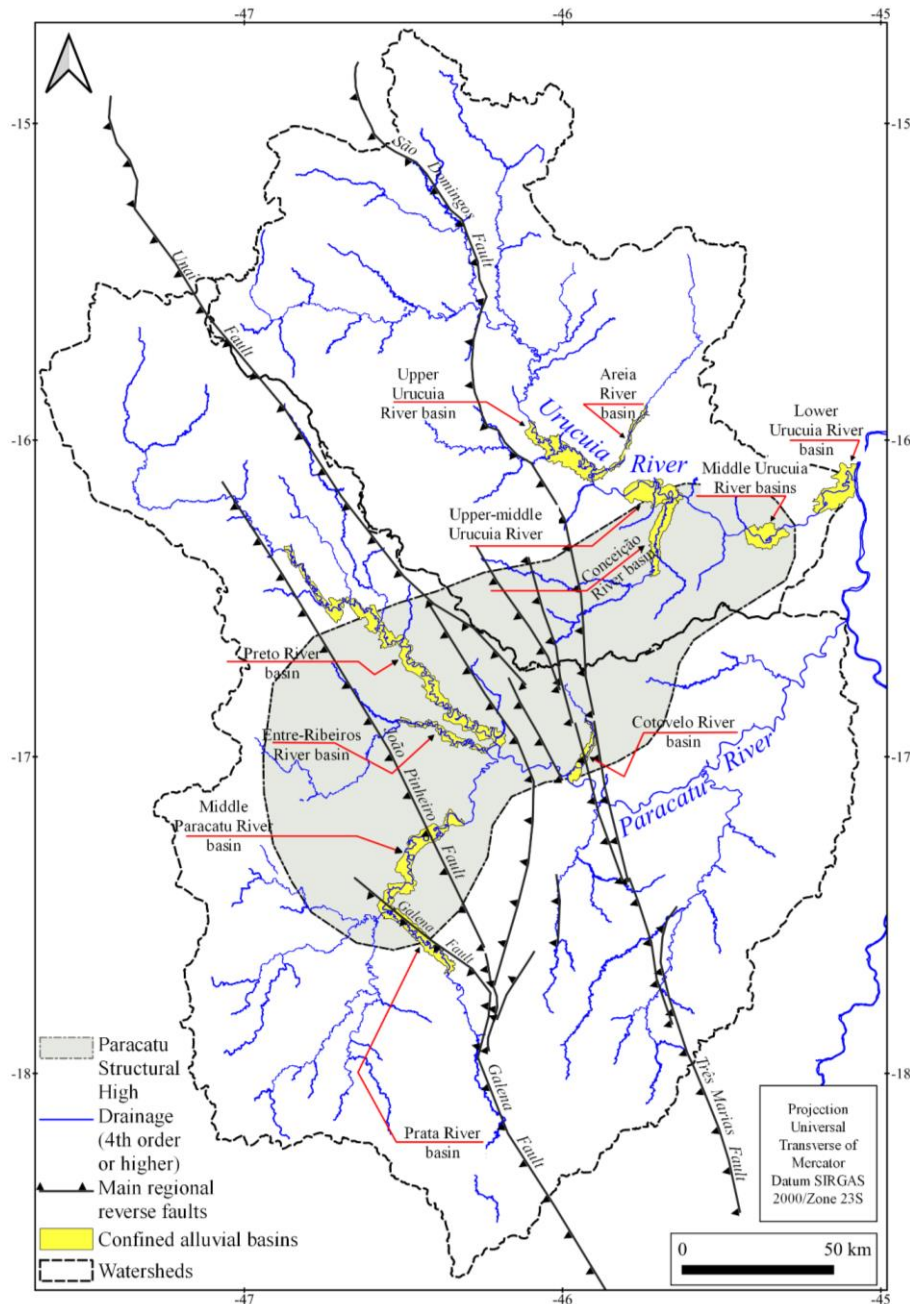 -47
-46
-45
-15
-15
São Domingos Fault
Unaí Fault
Upper
Urucuia
River basin
Areia
River
basin
Lower
Urucuia River
basin
-16
-16
Urucuia
River
Middle Urucuia
River basins
Upper-middle
Urucuia River
Conceição
River basin
Preto River
basin
Entre-Ribeiros
River basin
Cotovelo River
basin
-17
-17
João Pinheiro Fault
Paracatu River
Middle
Paracatu River
basin
Galena Fault
-18
-18
Galena Fault
Três Marias Fault
Prata River
basin
Paracatu
Structural
High
Drainage
(4th order
or higher)
Main regional
reverse faults
Confined alluvial basins
Watersheds
Projection
Universal
Transverse of
Mercator
Datum SIRGAS
2000/Zone 23S
0 50 km
-47
-46
-45